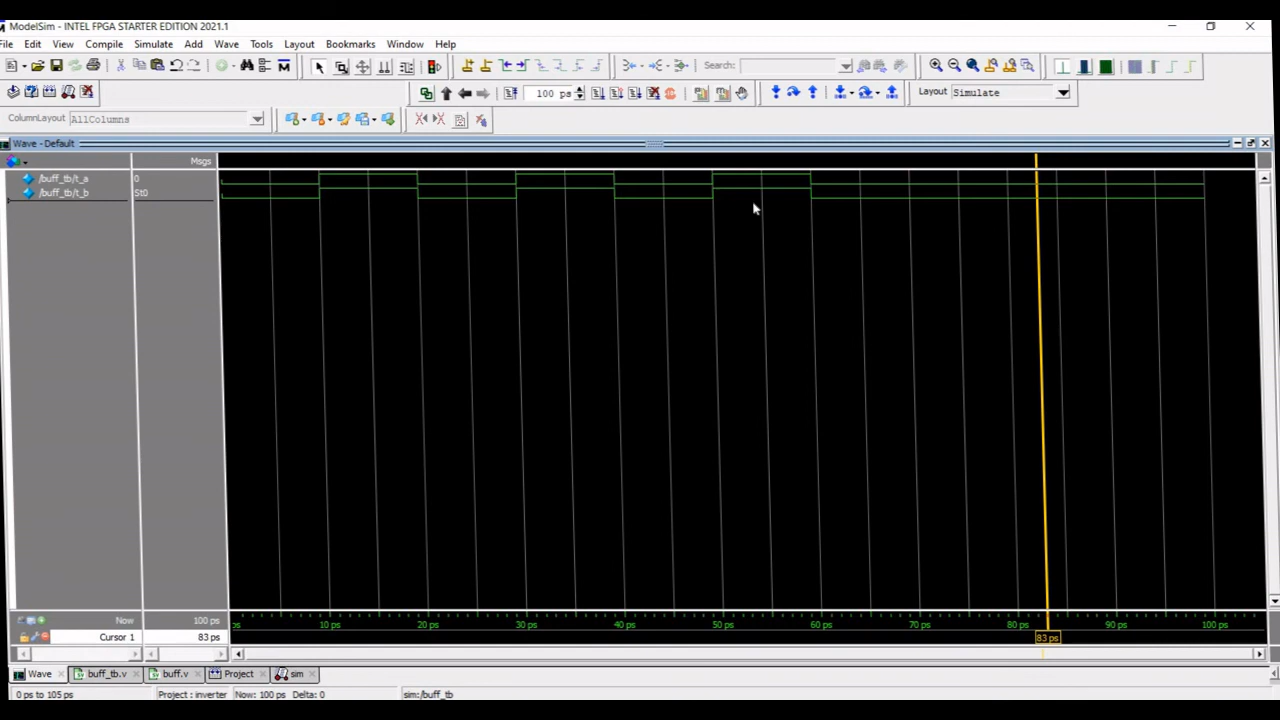 ModelSim - INTEL FPGA STARTER EDITION 2021.1
File Edit View Compile Simulate Add Wave Tools Layout Bookmarks Window Help
Search:
100 ps Layout Simulate
ColumnLayout AllColumns
Wave - Default
Msgs
/buff_tb/t_a 0
/buff_tb/t_b St0
Now 100 ps ps 10 ps 20 ps 30 ps 40 ps 50 ps 60 ps 70 ps 80 ps 90 ps 100 ps
Cursor 1 83 ps 83 ps
Wave buff_tb.v buff.v Project sim
0 ps to 105 ps Project : inverter Now: 100 ps Delta: 0 sim:/buff_tb